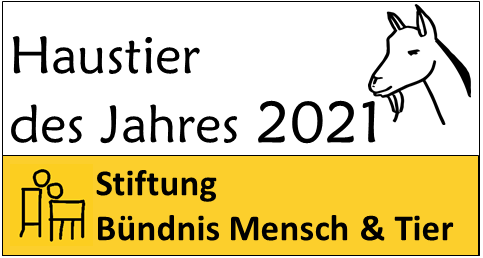 Haustier
des Jahres 2021
Stiftung
Bündnis Mensch & Tier